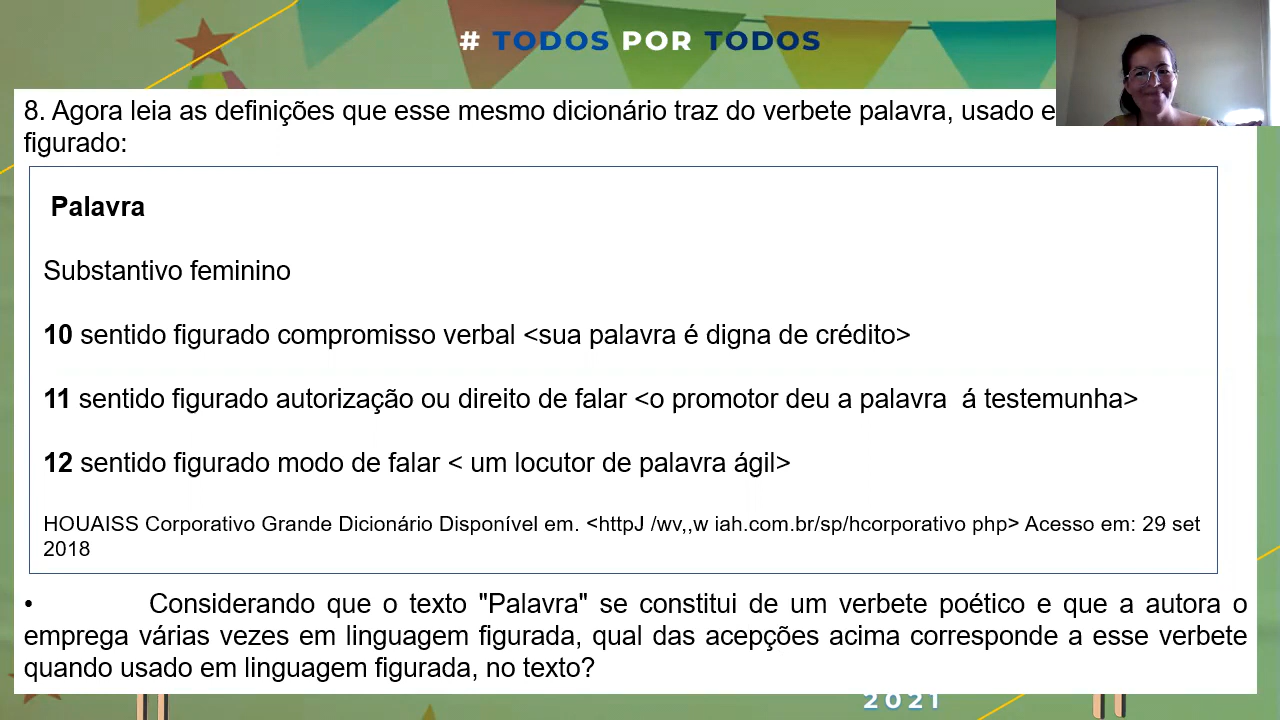 # TODOS POR TODOS
8. Agora leia as definições que esse mesmo dicionário traz do verbete palavra, usado e
figurado:
Palavra
Substantivo feminino
10 sentido figurado compromisso verbal <sua palavra é digna de crédito>
11 sentido figurado autorização ou direito de falar <o promotor deu a palavra  á testemunha>
12 sentido figurado modo de falar < um locutor de palavra ágil>
HOUAISS Corporativo Grande Dicionário Disponível em. <httpJ /wv,,w iah.com.br/sp/hcorporativo php> Acesso em: 29 set
2018
• Considerando que o texto "Palavra" se constitui de um verbete poético e que a autora o
emprega várias vezes em linguagem figurada, qual das acepções acima corresponde a esse verbete
quando usado em linguagem figurada, no texto?
2021